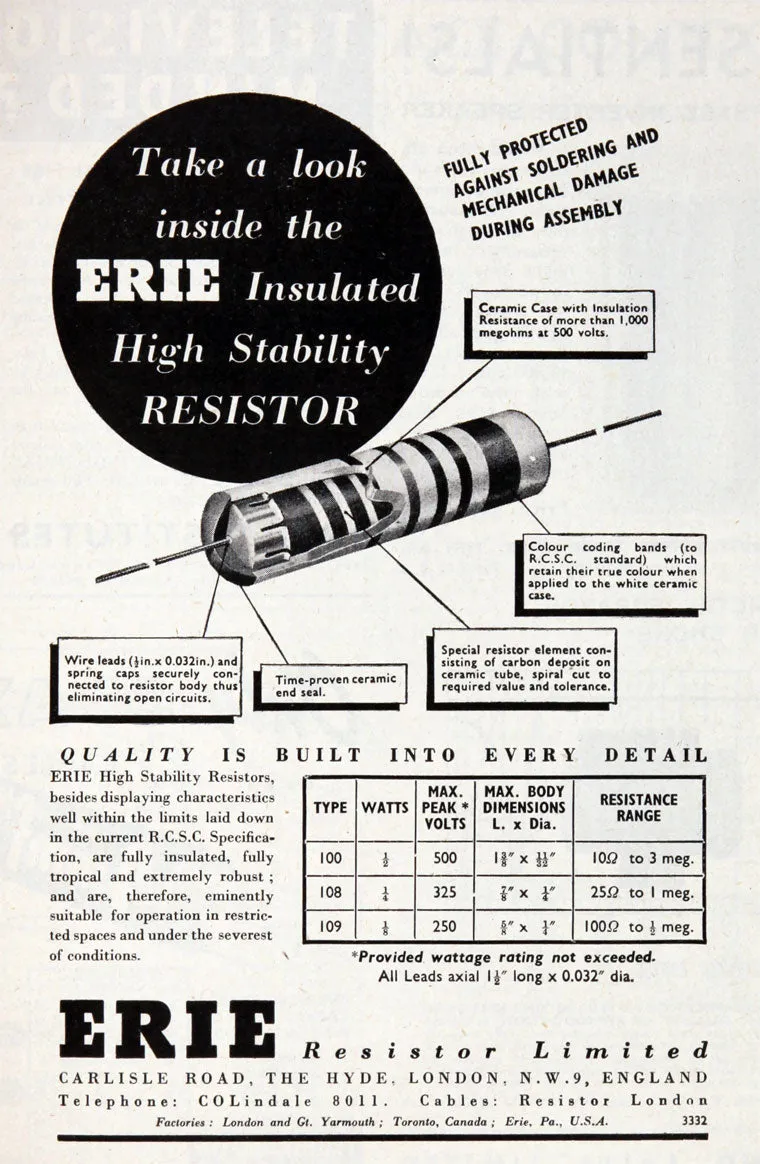 Take a look
inside the
ERIE Insulated
High Stability
RESISTOR
FULLY PROTECTED
AGAINST SOLDERING AND
MECHANICAL DAMAGE
DURING ASSEMBLY
Ceramic Case with Insulation
Resistance of more than 1,000
megohms at 500 volts.
Colour coding bands (to
R.C.S.C. standard) which
retain their true colour when
applied to the white ceramic
case.
Wire leads (½in.x 0.032in.) and
spring caps securely con-
nected to resistor body thus
eliminating open circuits.
Time-proven ceramic
end seal.
Special resistor element con-
sisting of carbon deposit on
ceramic tube, spiral cut to
required value and tolerance.
QUALITY IS BUILT INTO EVERY DETAIL
ERIE High Stability Resistors,
besides displaying characteristics
well within the limits laid down
in the current R.C.S.C. Specifica-
tion, are fully insulated, fully
tropical and extremely robust ;
and are, therefore, eminently
suitable for operation in restric-
ted spaces and under the severest
of conditions.
TYPE WATTS MAX. PEAK * VOLTS MAX. BODY DIMENSIONS L. x Dia. RESISTANCE RANGE
100 ½ 500 1⅜″ x 11/32″ 10Ω to 3 meg.
108 ¼ 325 ⅞″ x ¼″ 25Ω to 1 meg.
109 ⅛ 250 ⅝″ x ¼″ 100Ω to ½ meg.
*Provided wattage rating not exceeded.
All Leads axial 1½″ long x 0.032″ dia.
ERIE Resistor Limited
CARLISLE ROAD, THE HYDE, LONDON, N.W.9, ENGLAND
Telephone: COLindale 8011. Cables: Resistor London
Factories : London and Gt. Yarmouth ; Toronto, Canada ; Erie, Pa., U.S.A. 3332